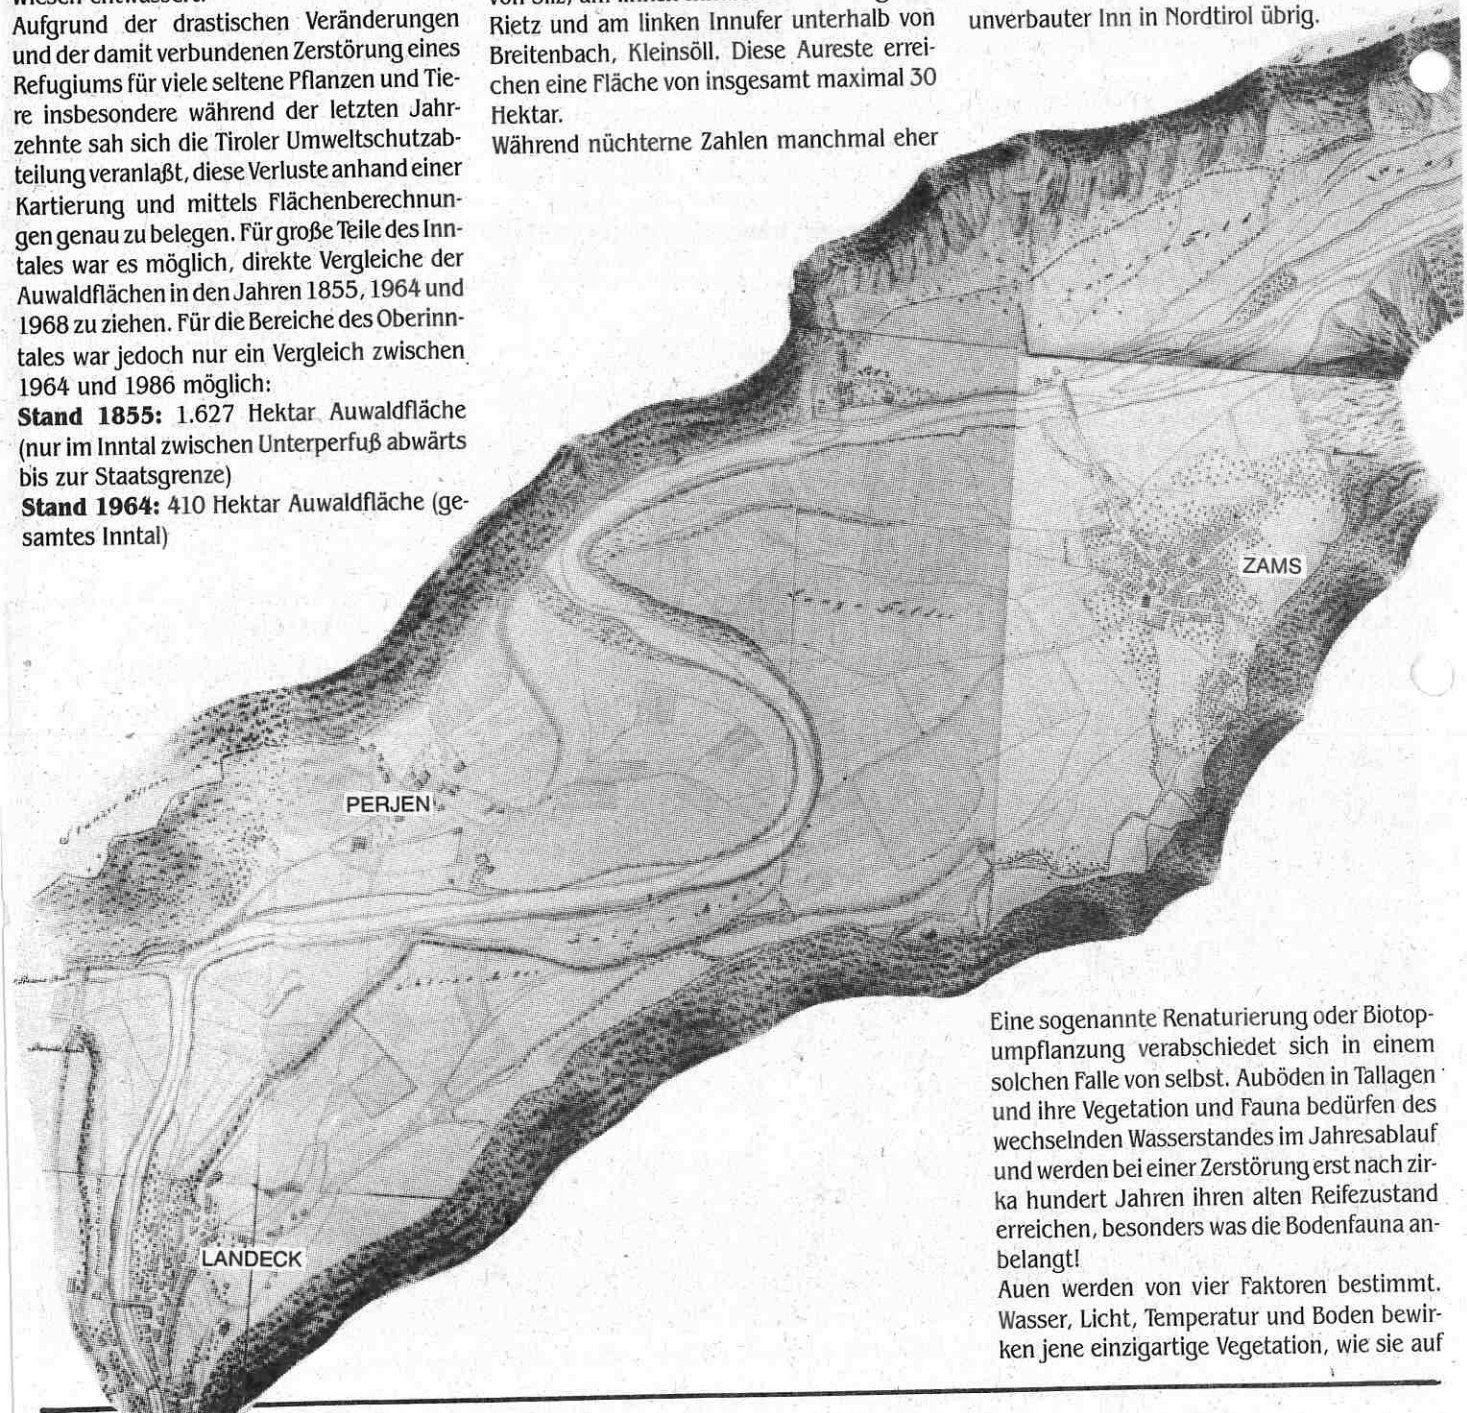 Aufgrund der drastischen Veränderungen
und der damit verbundenen Zerstörung eines
Refugiums für viele seltene Pflanzen und Tie-
re insbesondere während der letzten Jahr-
zehnte sah sich die Tiroler Umweltschutzab-
teilung veranlaßt, diese Verluste anhand einer
Kartierung und mittels Flächenberechnun-
gen genau zu belegen. Für große Teile des Inn-
tales war es möglich, direkte Vergleiche der
Auwaldflächen in den Jahren 1855, 1964 und
1968 zu ziehen. Für die Bereiche des Oberinn-
tales war jedoch nur ein Vergleich zwischen
1964 und 1986 möglich:
Stand 1855: 1.627 Hektar Auwaldfläche
(nur im Inntal zwischen Unterperfuß abwärts
bis zur Staatsgrenze)
Stand 1964: 410 Hektar Auwaldfläche (ge-
samtes Inntal)
Rietz und am linken Innufer unterhalb von
Breitenbach, Kleinsöll. Diese Aureste errei-
chen eine Fläche von insgesamt maximal 30
Hektar.
Während nüchterne Zahlen manchmal eher
unverbauter Inn in Nordtirol übrig.
ZAMS
PERJEN
LANDECK
Eine sogenannte Renaturierung oder Biotop-
umpflanzung verabschiedet sich in einem
solchen Falle von selbst. Auböden in Tallagen
und ihre Vegetation und Fauna bedürfen des
wechselnden Wasserstandes im Jahresablauf
und werden bei einer Zerstörung erst nach zir-
ka hundert Jahren ihren alten Reifezustand
erreichen, besonders was die Bodenfauna an-
belangt!
Auen werden von vier Faktoren bestimmt.
Wasser, Licht, Temperatur und Boden bewir-
ken jene einzigartige Vegetation, wie sie auf